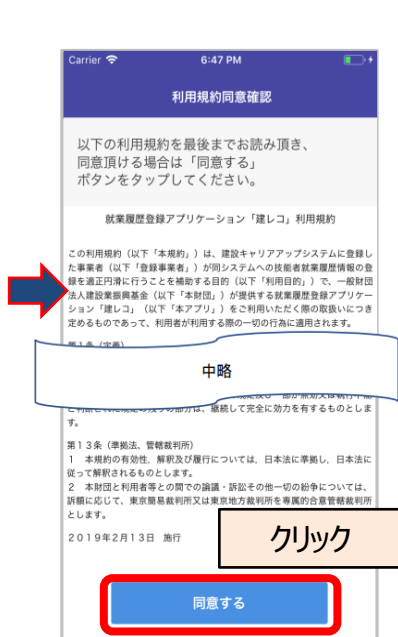 Carrier 6:47 PM
利用規約同意確認
以下の利用規約を最後までお読み頂き、
同意頂ける場合は「同意する」
ボタンをタップしてください。
就業履歴登録アプリケーション「建レコ」利用規約
この利用規約（以下「本規約」）は、建設キャリアアップシステムに登録し
た事業者（以下「登録事業者」）が同システムへの技能者就業履歴情報の登
録を適正円滑に行うことを補助する目的（以下「利用目的」）で、一般財団
法人建設業振興基金（以下「本財団」）が提供する就業履歴登録アプリケー
ション「建レコ」（以下「本アプリ」）をご利用いただく際の取扱いにつき
定めるものであって、利用者が利用する際の一切の行為に適用されます。
第1条（定義）
中略
と判断された規定の残りの部分は、継続して完全に効力を有するものとしま
す。
第13条（準拠法、管轄裁判所）
1　本規約の有効性，解釈及び履行については，日本法に準拠し，日本法に
従って解釈されるものとします。
2　本財団と利用者等との間での論議・訴訟その他一切の紛争については、
訴額に応じて、東京簡易裁判所又は東京地方裁判所を専属的合意管轄裁判所
とします。
2019年2月13日　施行
クリック
同意する